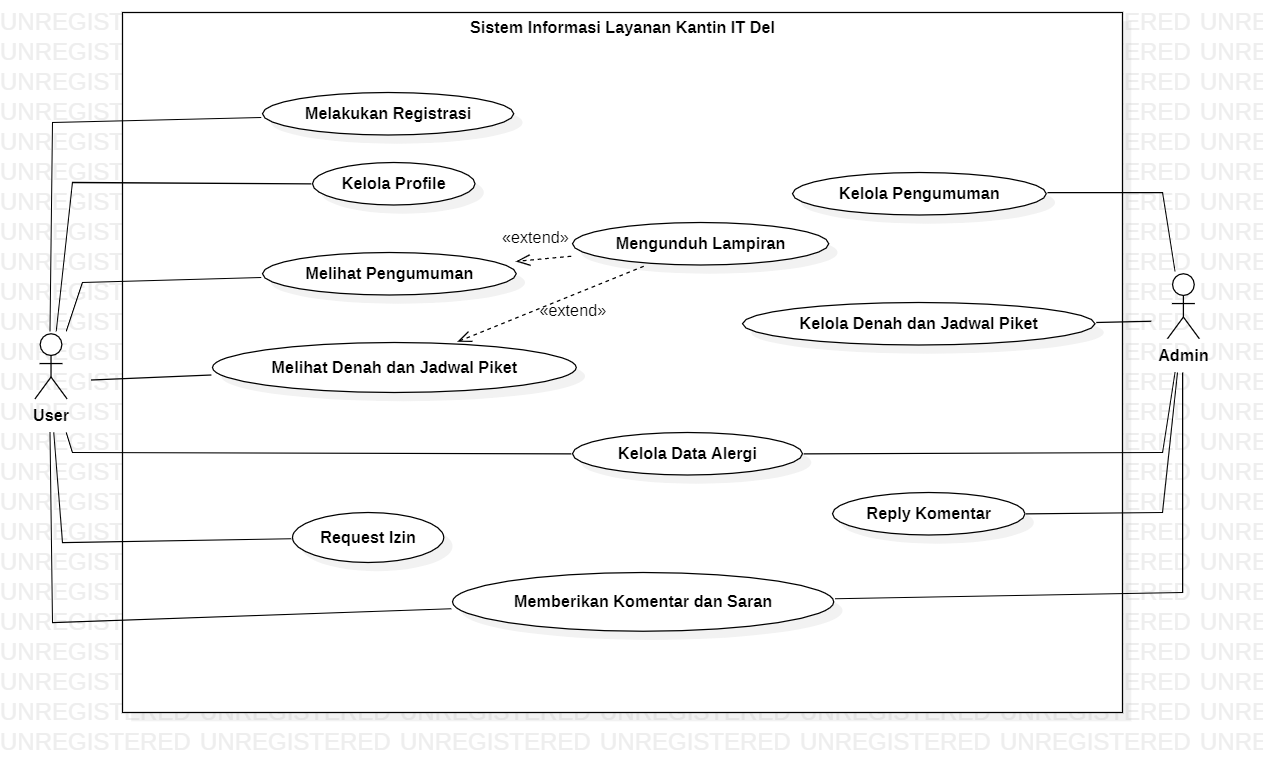 Sistem Informasi Layanan Kantin IT Del
Melakukan Registrasi
Kelola Profile
Kelola Pengumuman
«extend»
Mengunduh Lampiran
Melihat Pengumuman
«extend»
Kelola Denah dan Jadwal Piket
Admin
Melihat Denah dan Jadwal Piket
User
Kelola Data Alergi
Reply Komentar
Request Izin
Memberikan Komentar dan Saran
UNREGISTERED UNREGISTERED UNREGISTERED UNREGISTERED UNREGISTERED UNREGISTERED UNRE